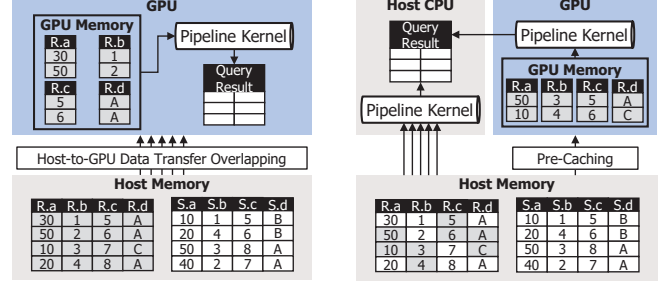 GPU
GPU Memory
R.a R.b
30 1
50 2
R.c R.d
5 A
6 A
Pipeline Kernel
Query
Result
Host-to-GPU Data Transfer Overlapping
Host Memory
R.a R.b R.c R.d
30 1 5 A
50 2 6 A
10 3 7 C
20 4 8 A
S.a S.b S.c S.d
10 1 5 B
20 4 6 B
50 3 8 A
40 2 7 A
Host CPU
Query
Result
Pipeline Kernel
GPU
Pipeline Kernel
GPU Memory
R.a R.b R.c R.d
50 3 5 A
10 4 6 C
Pre-Caching
Host Memory
R.a R.b R.c R.d
30 1 5 A
50 2 6 A
10 3 7 C
20 4 8 A
S.a S.b S.c S.d
10 1 5 B
20 4 6 B
50 3 8 A
40 2 7 A